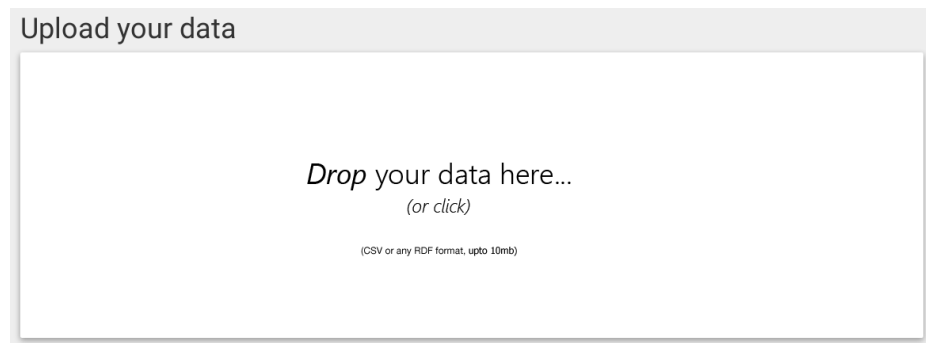 Upload your data
Drop your data here...
(or click)
(CSV or any RDF format, upto 10mb)